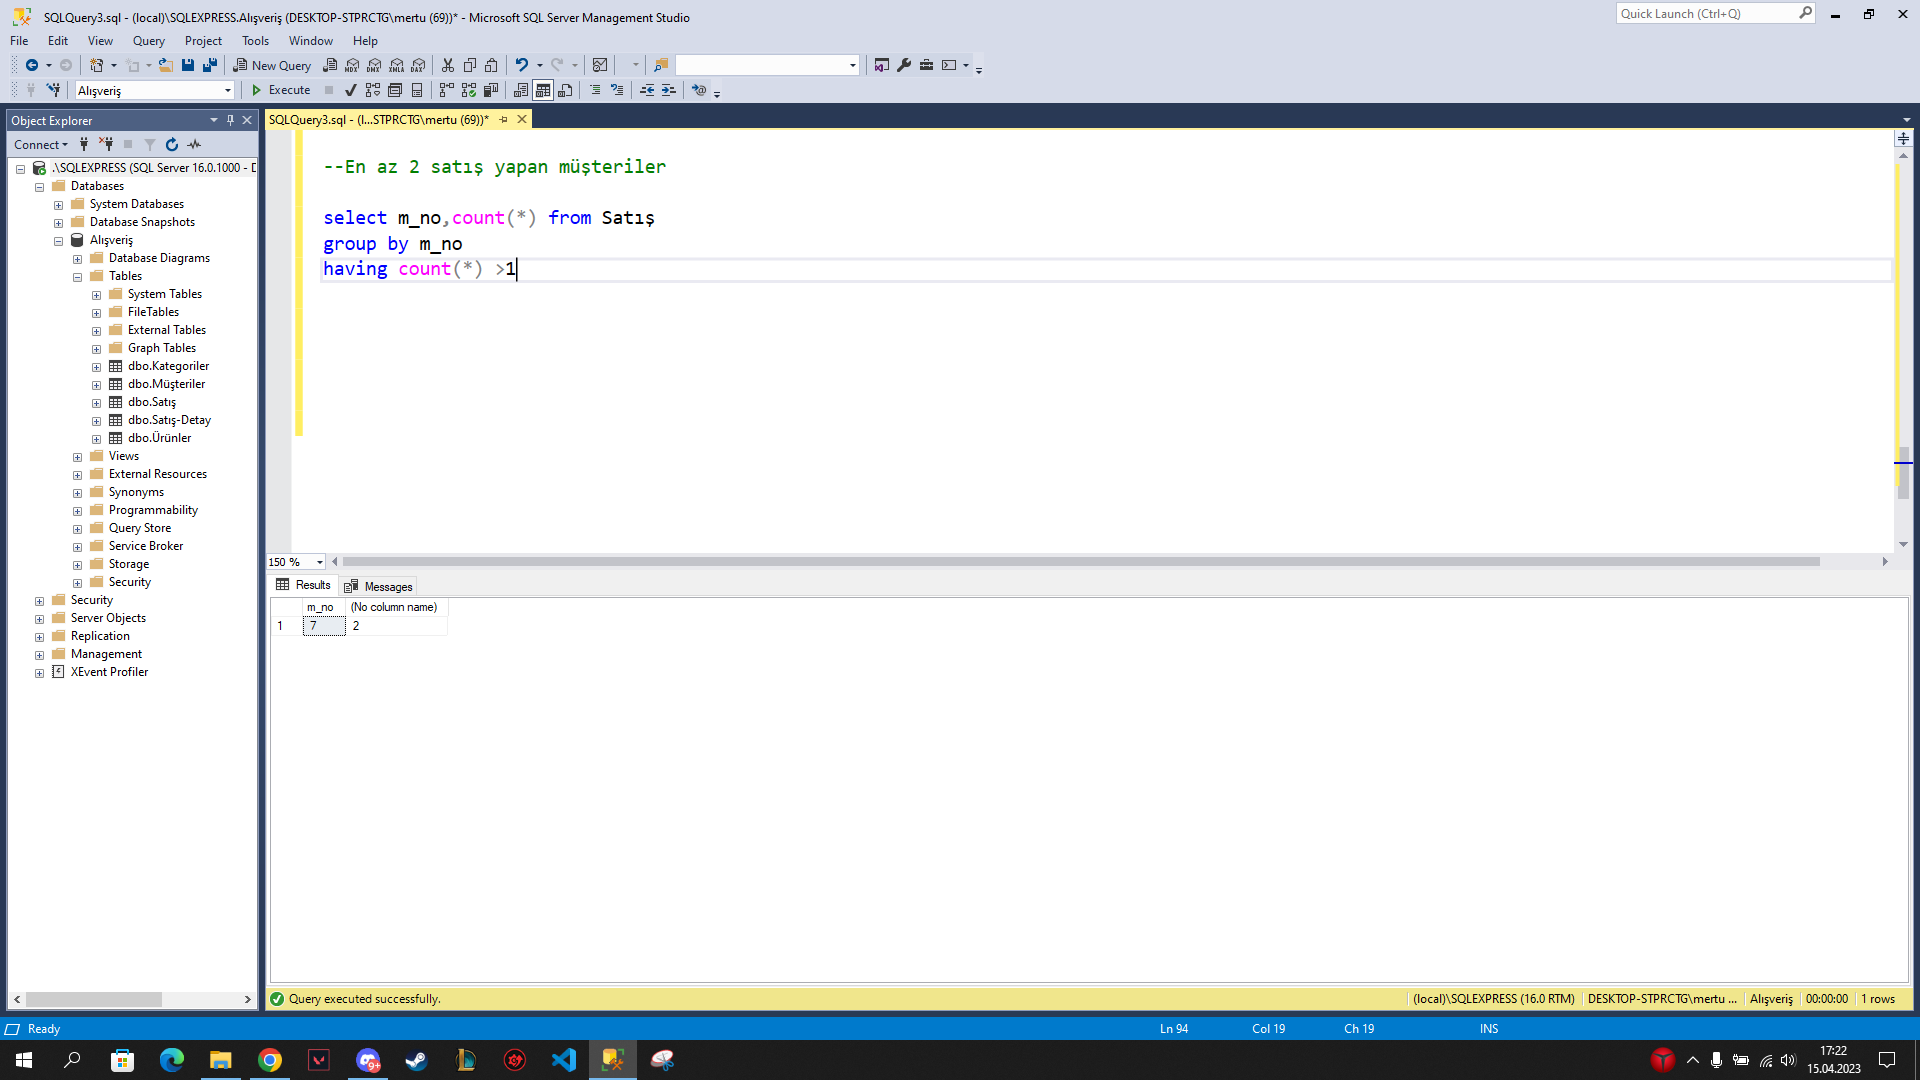 SQLQuery3.sql - (local)\SQLEXPRESS.Alışveriş (DESKTOP-STPRCTG\mertu (69))* - Microsoft SQL Server Management Studio
Quick Launch (Ctrl+Q)
File Edit View Query Project Tools Window Help
New Query
MDX DMX XMLA DAX
Alışveriş
Execute
Object Explorer
SQLQuery3.sql - (l...STPRCTG\mertu (69))*
Connect
.\SQLEXPRESS (SQL Server 16.0.1000 - D
Databases
System Databases
Database Snapshots
Alışveriş
Database Diagrams
Tables
System Tables
FileTables
External Tables
Graph Tables
dbo.Kategoriler
dbo.Müşteriler
dbo.Satış
dbo.Satış-Detay
dbo.Ürünler
Views
External Resources
Synonyms
Programmability
Query Store
Service Broker
Storage
Security
Security
Server Objects
Replication
Management
XEvent Profiler
--En az 2 satış yapan müşteriler
select m_no,count(*) from Satış
group by m_no
having count(*) >1
150 %
Results Messages
m_no (No column name)
1 7 2
Query executed successfully.
(local)\SQLEXPRESS (16.0 RTM) DESKTOP-STPRCTG\mertu ... Alışveriş 00:00:00 1 rows
Ready
Ln 94 Col 19 Ch 19 INS
9+
17:22
15.04.2023